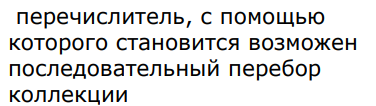 перечислитель, с помощью
которого становится возможен
последовательный перебор
коллекции